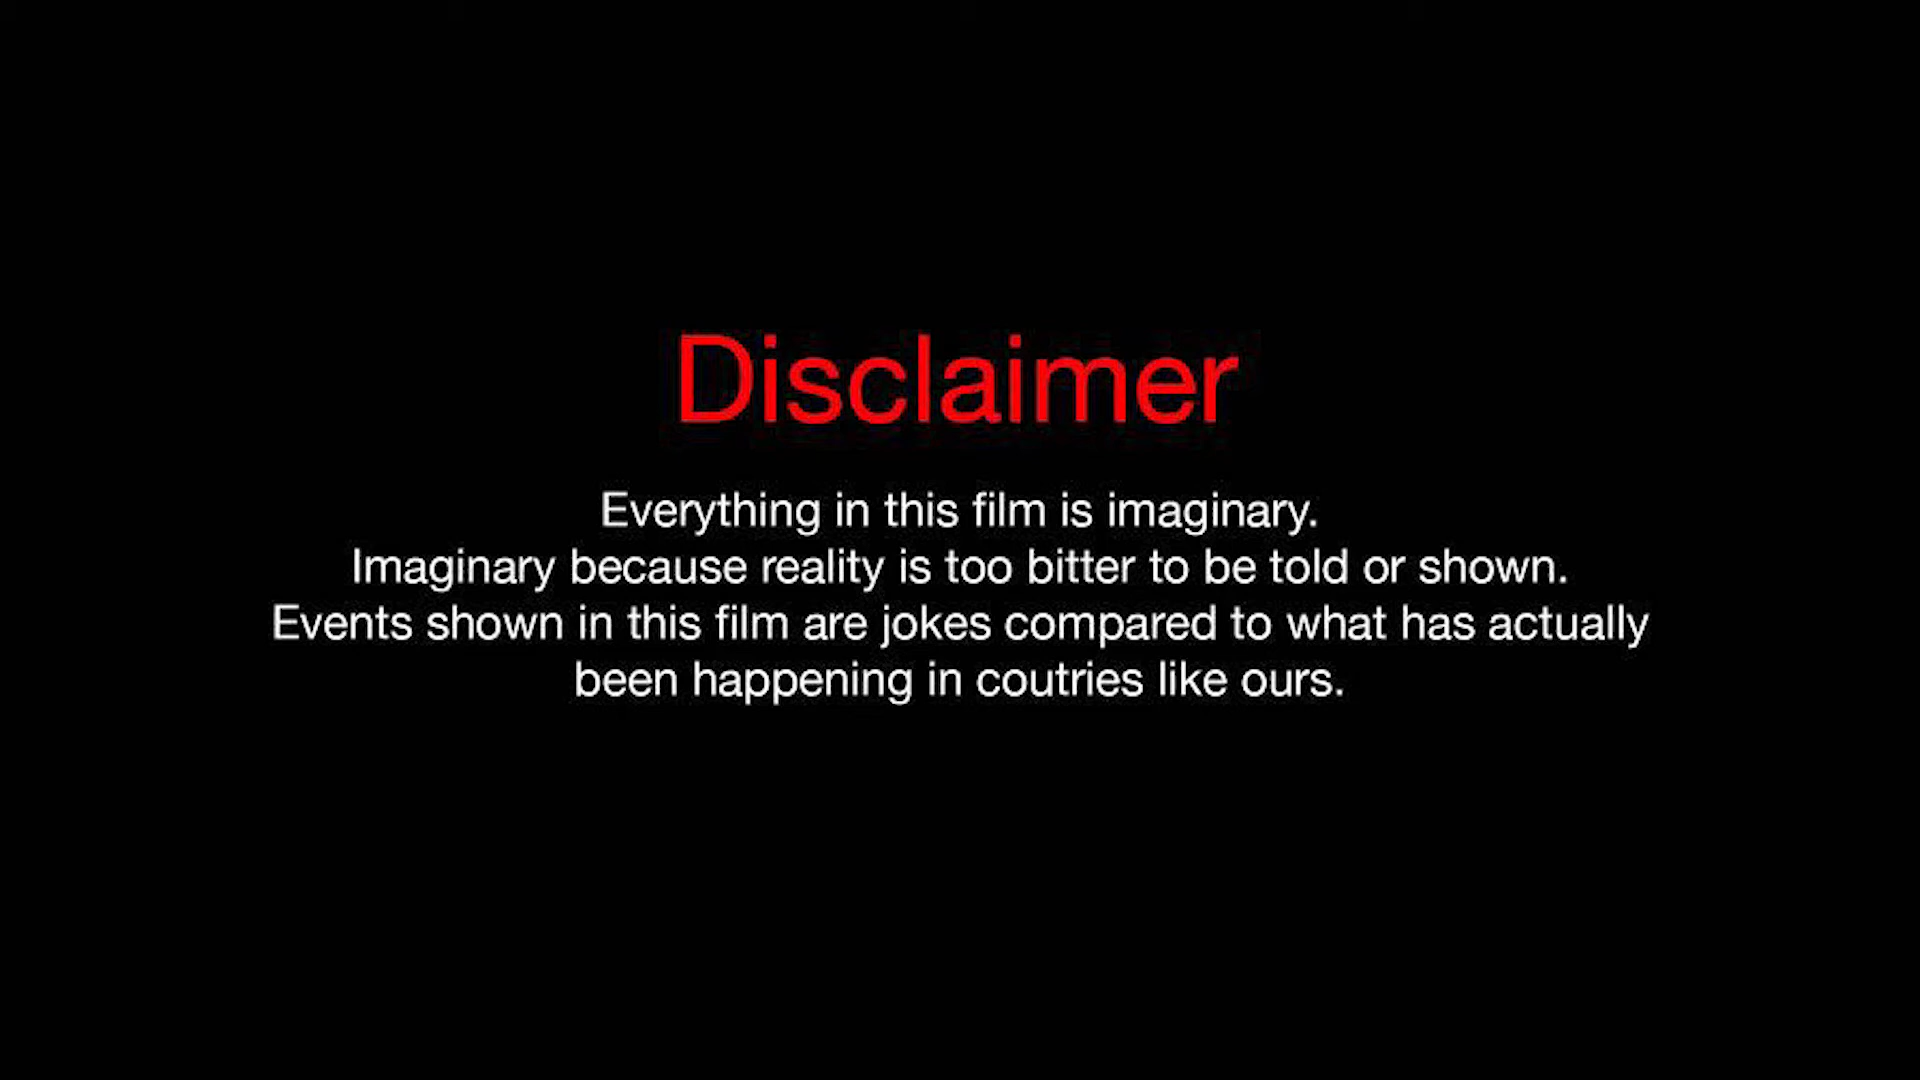 Disclaimer
Everything in this film is imaginary.
Imaginary because reality is too bitter to be told or shown.
Events shown in this film are jokes compared to what has actually
been happening in coutries like ours.